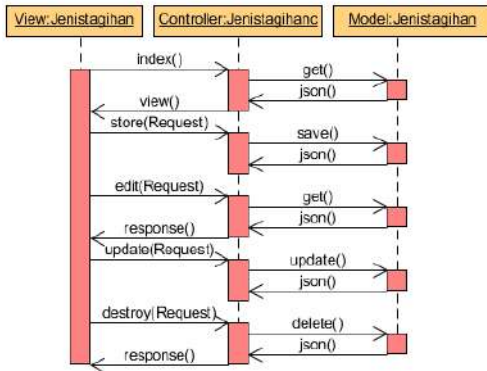 View:Jenistagihan Controller:Jenistagihanc Model:Jenistagihan
index()
get()
json()
view()
store(Request)
save()
json()
edit(Request)
get()
json()
response()
update(Request)
update()
json()
destroy(Request)
delete()
json()
response()